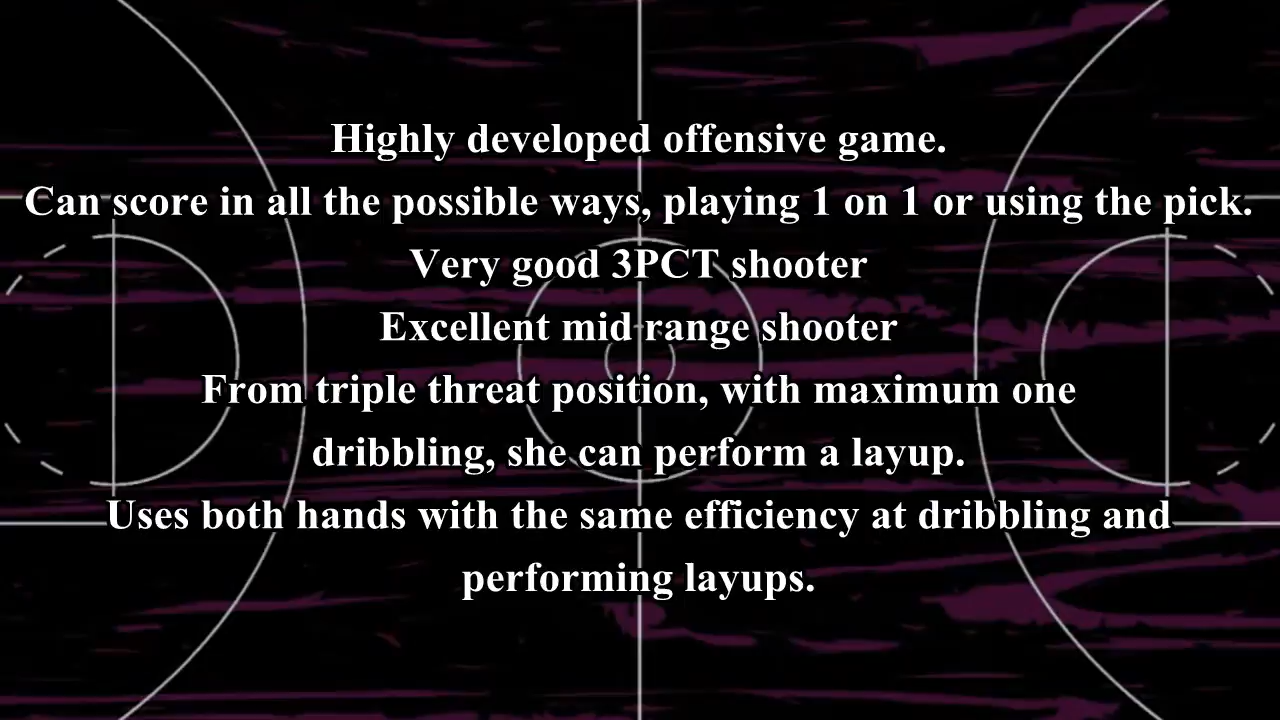 Highly developed offensive game.
Can score in all the possible ways, playing 1 on 1 or using the pick.
Very good 3PCT shooter
Excellent mid range shooter
From triple threat position, with maximum one
dribbling, she can perform a layup.
Uses both hands with the same efficiency at dribbling and
performing layups.